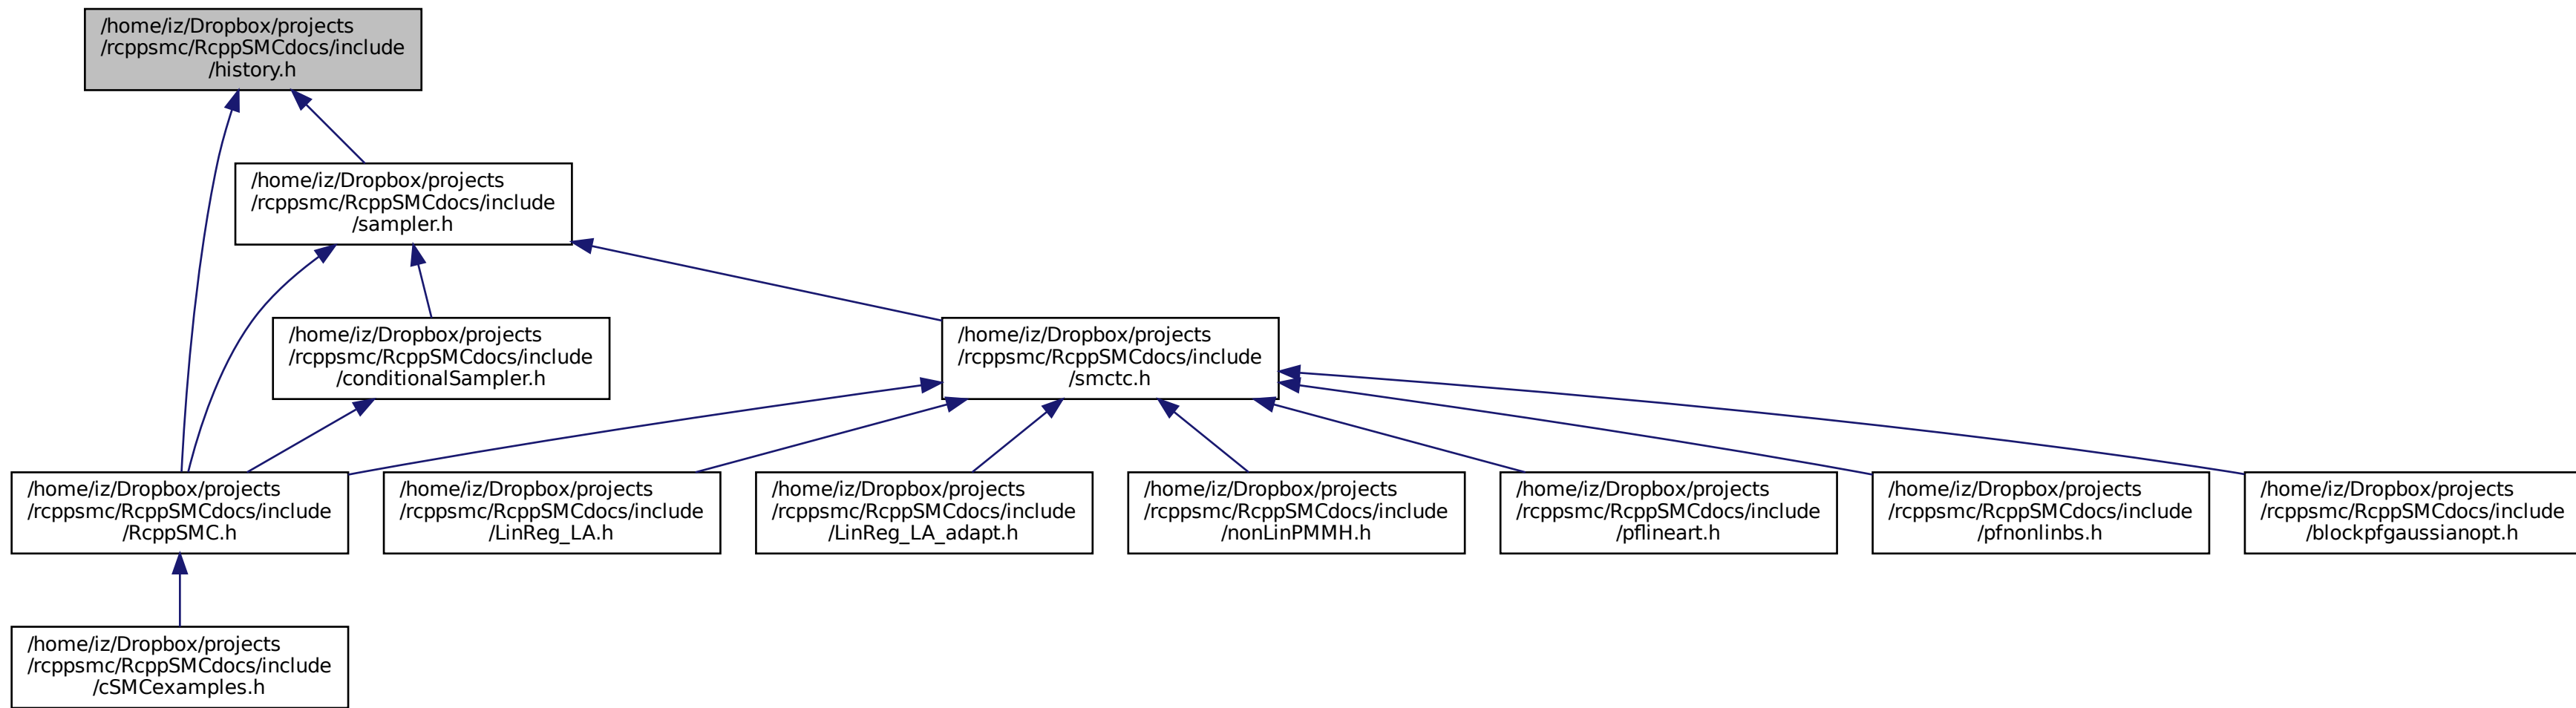 /home/iz/Dropbox/projects
/rcppsmc/RcppSMCdocs/include
/history.h
/home/iz/Dropbox/projects
/rcppsmc/RcppSMCdocs/include
/sampler.h
/home/iz/Dropbox/projects
/rcppsmc/RcppSMCdocs/include
/conditionalSampler.h
/home/iz/Dropbox/projects
/rcppsmc/RcppSMCdocs/include
/smctc.h
/home/iz/Dropbox/projects
/rcppsmc/RcppSMCdocs/include
/RcppSMC.h
/home/iz/Dropbox/projects
/rcppsmc/RcppSMCdocs/include
/LinReg_LA.h
/home/iz/Dropbox/projects
/rcppsmc/RcppSMCdocs/include
/LinReg_LA_adapt.h
/home/iz/Dropbox/projects
/rcppsmc/RcppSMCdocs/include
/nonLinPMMH.h
/home/iz/Dropbox/projects
/rcppsmc/RcppSMCdocs/include
/pflineart.h
/home/iz/Dropbox/projects
/rcppsmc/RcppSMCdocs/include
/pfnonlinbs.h
/home/iz/Dropbox/projects
/rcppsmc/RcppSMCdocs/include
/blockpfgaussianopt.h
/home/iz/Dropbox/projects
/rcppsmc/RcppSMCdocs/include
/cSMCexamples.h